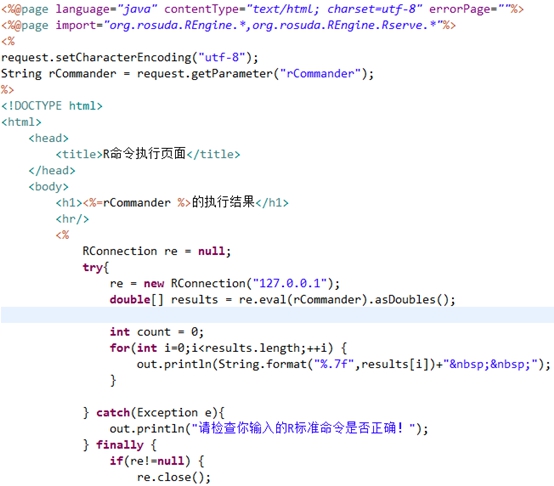 <%@page language="java" contentType="text/html; charset=utf-8" errorPage=""%>
<%@page import="org.rosuda.REngine.*,org.rosuda.REngine.Rserve.*"%>
<%
request.setCharacterEncoding("utf-8");
String rCommander = request.getParameter("rCommander");
%>
<!DOCTYPE html>
<html>
    <head>
        <title>R命令执行页面</title>
    </head>
    <body>
        <h1><%=rCommander %>的执行结果</h1>
        <hr/>
        <%
            RConnection re = null;
            try{
                re = new RConnection("127.0.0.1");
                double[] results = re.eval(rCommander).asDoubles();
                int count = 0;
                for(int i=0;i<results.length;++i) {
                    out.println(String.format("%.7f",results[i])+"&nbsp;&nbsp;");
                }
            } catch(Exception e){
                out.println("请检查你输入的R标准命令是否正确！");
            } finally {
                if(re!=null) {
                    re.close();